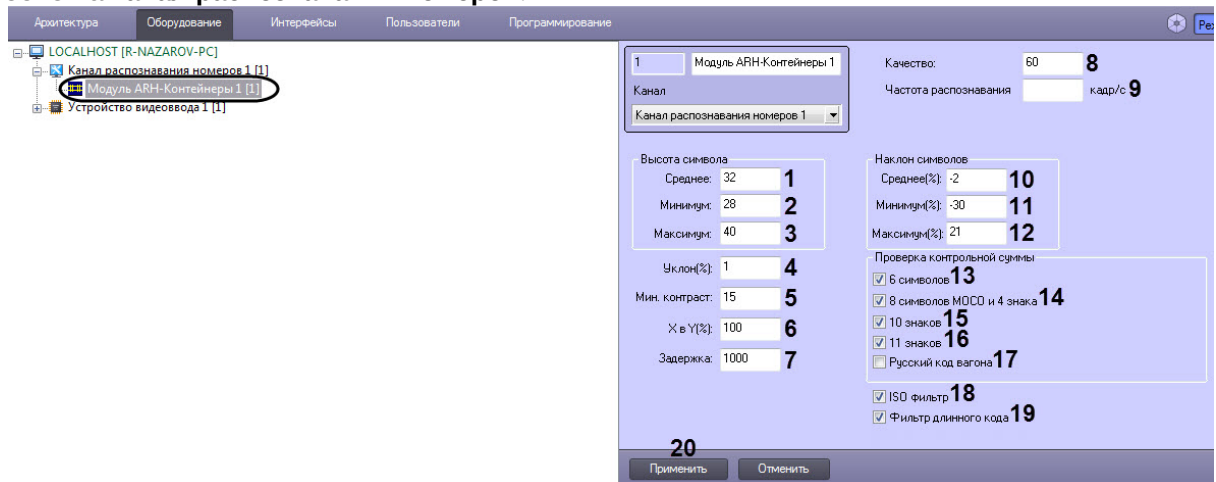 Архитектура Оборудование Интерфейсы Пользователи Программирование
LOCALHOST [R-NAZAROV-PC]
Канал распознавания номеров 1 [1]
Модуль ARH-Контейнеры 1 [1]
Устройство видеоввода 1 [1]
1 Модуль ARH-Контейнеры 1
Канал
Канал распознавания номеров 1
Качество: 60 8
Частота распознавания кадр/с 9
Высота символа
Среднее: 32 1
Минимум: 28 2
Максимум: 40 3
Уклон(%): 1 4
Мин. контраст: 15 5
X в Y(%): 100 6
Задержка: 1000 7
Наклон символов
Среднее(%): -2 10
Минимум(%): -30 11
Максимум(%): 21 12
Проверка контрольной суммы
6 символов 13
8 символов MOCO и 4 знака 14
10 знаков 15
11 знаков 16
Русский код вагона 17
ISO фильтр 18
Фильтр длинного кода 19
20
Применить Отменить